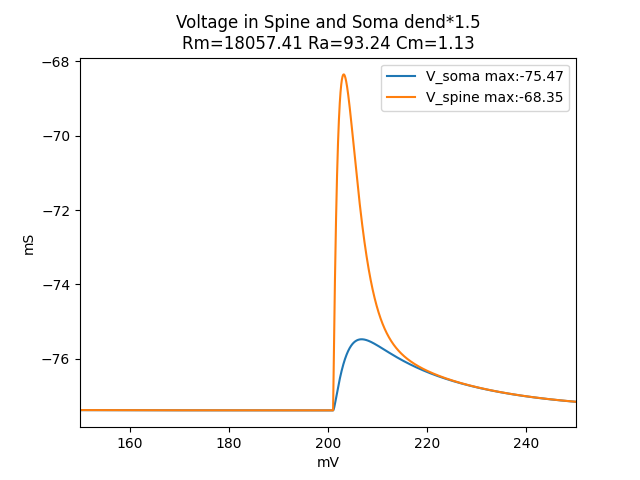 Voltage in Spine and Soma dend*1.5
Rm=18057.41 Ra=93.24 Cm=1.13
V_soma max:-75.47
V_spine max:-68.35
−68
−70
−72
−74
−76
mS
160
180
200
220
240
mV